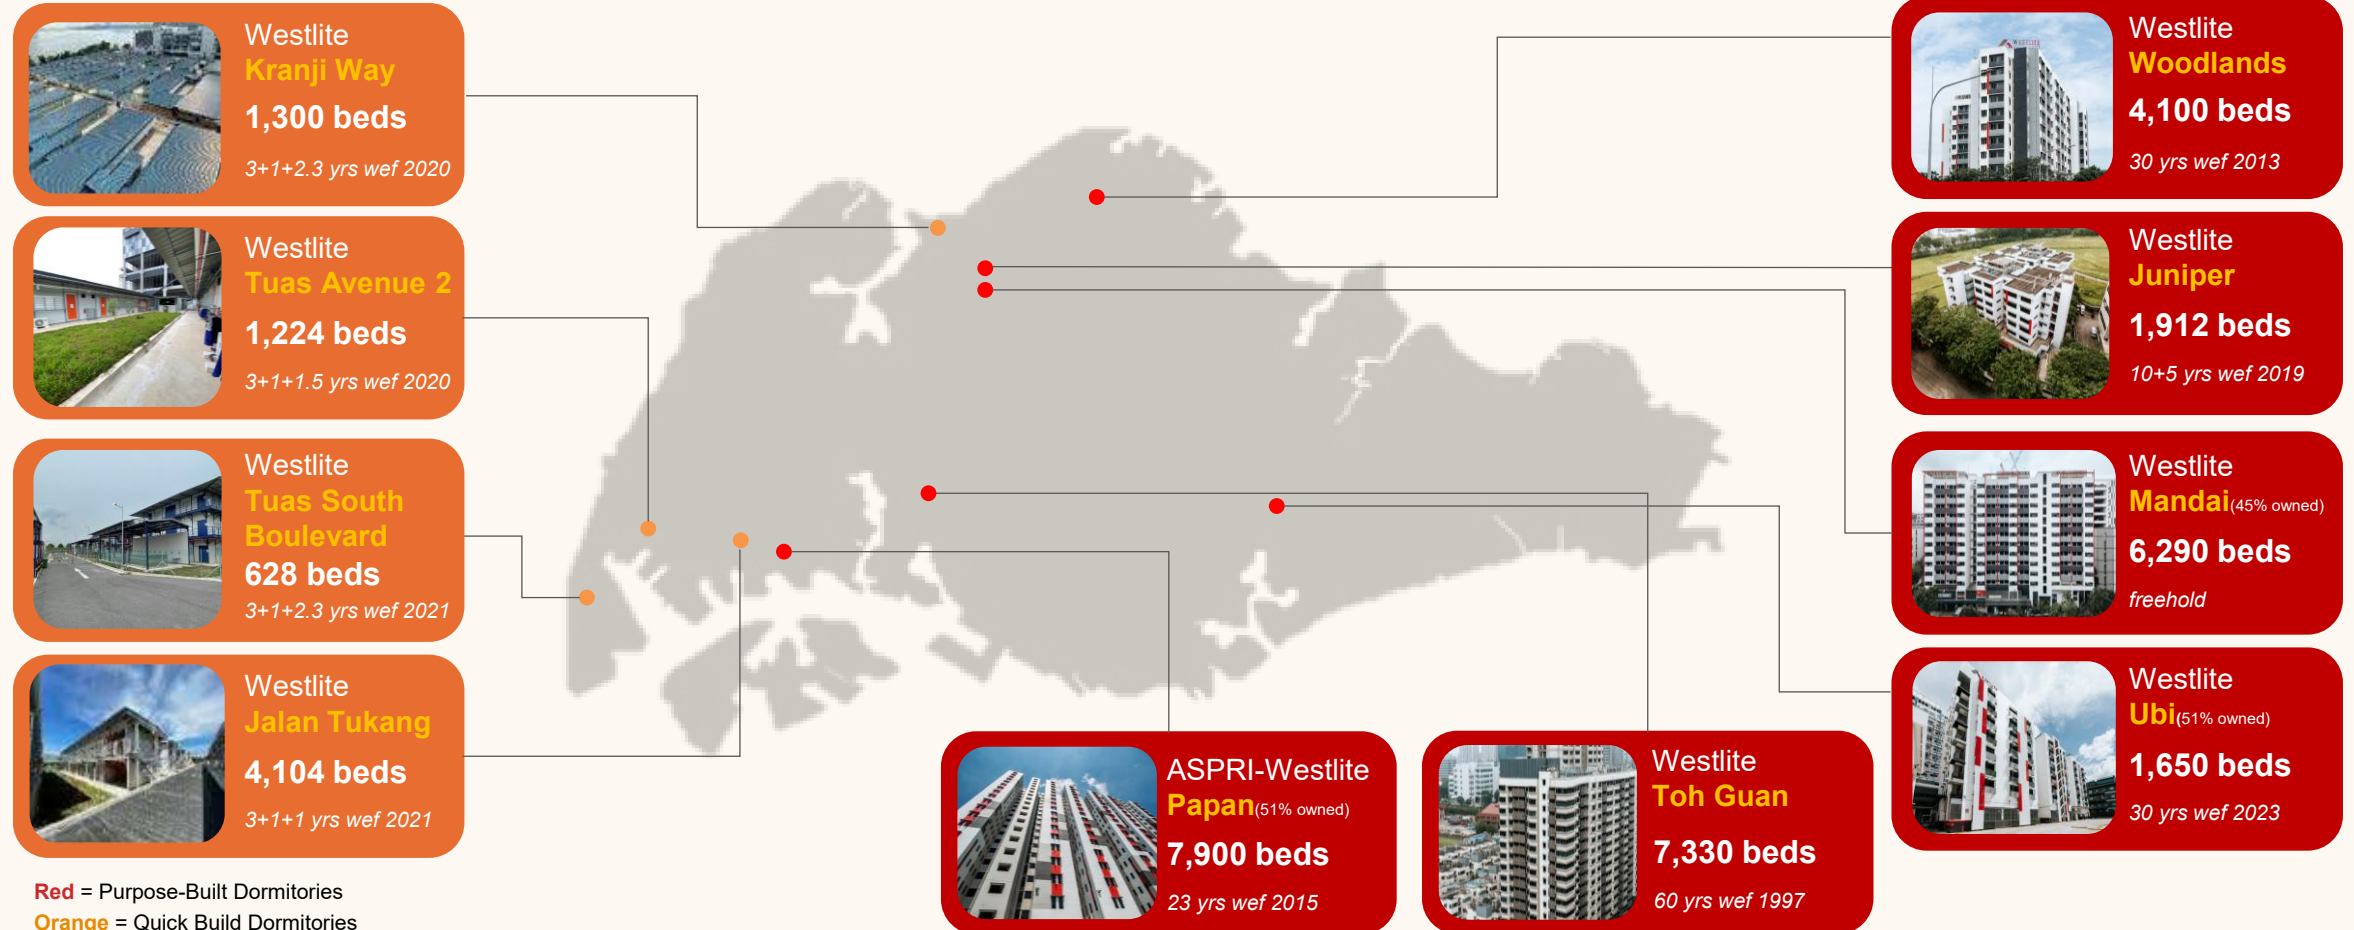 Westlite
Kranji Way
1,300 beds
3+1+2.3 yrs wef 2020
Westlite
Tuas Avenue 2
1,224 beds
3+1+1.5 yrs wef 2020
Westlite
Tuas South
Boulevard
628 beds
3+1+2.3 yrs wef 2021
Westlite
Jalan Tukang
4,104 beds
3+1+1 yrs wef 2021
Red = Purpose-Built Dormitories
Orange = Quick Build Dormitories
ASPRI-Westlite
Papan(51% owned)
7,900 beds
23 yrs wef 2015
Westlite
Toh Guan
7,330 beds
60 yrs wef 1997
Westlite
Woodlands
4,100 beds
30 yrs wef 2013
Westlite
Juniper
1,912 beds
10+5 yrs wef 2019
Westlite
Mandai(45% owned)
6,290 beds
freehold
Westlite
Ubi(51% owned)
1,650 beds
30 yrs wef 2023